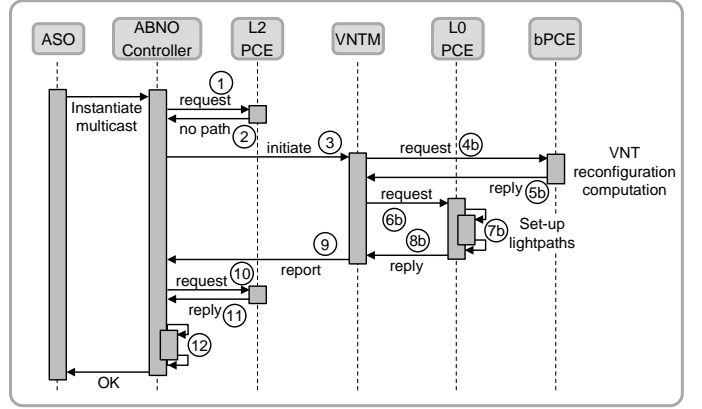 ASO
ABNO
Controller
L2
PCE
VNTM
L0
PCE
bPCE
Instantiate
multicast
1
request
no path
2
initiate
3
request
4b
reply
5b
VNT
reconfiguration
computation
request
6b
7b
Set-up
lightpaths
8b
reply
9
report
request
10
reply
11
12
OK